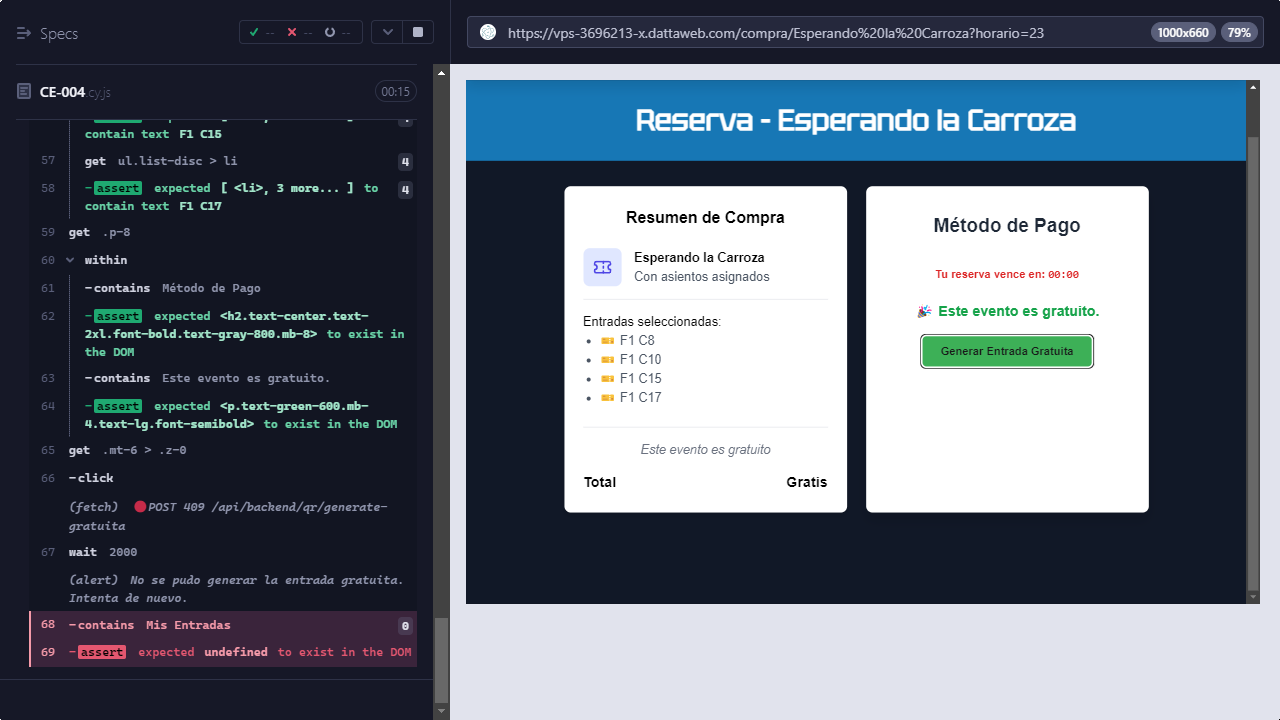 Specs
-- -- --
https://vps-3696213-x.dattaweb.com/compra/Esperando%20la%20Carroza?horario=23
1000x660
79%
CE-004.cy.js
00:15
contain text F1 C15
57 get ul.list-disc > li 4
58 -assert expected [ <li>, 3 more... ] to 4
contain text F1 C17
59 get .p-8
60 within
61 -contains Método de Pago
62 -assert expected <h2.text-center.text-
2xl.font-bold.text-gray-800.mb-8> to exist in
the DOM
63 -contains Este evento es gratuito.
64 -assert expected <p.text-green-600.mb-
4.text-lg.font-semibold> to exist in the DOM
65 get .mt-6 > .z-0
66 -click
(fetch) POST 409 /api/backend/qr/generate-
gratuita
67 wait 2000
(alert) No se pudo generar la entrada gratuita.
Intenta de nuevo.
68 -contains Mis Entradas 0
69 -assert expected undefined to exist in the DOM
Reserva - Esperando la Carroza
Resumen de Compra
Esperando la Carroza
Con asientos asignados
Entradas seleccionadas:
• 🎫 F1 C8
• 🎫 F1 C10
• 🎫 F1 C15
• 🎫 F1 C17
Este evento es gratuito
Total Gratis
Método de Pago
Tu reserva vence en: 00:00
🎉 Este evento es gratuito.
Generar Entrada Gratuita